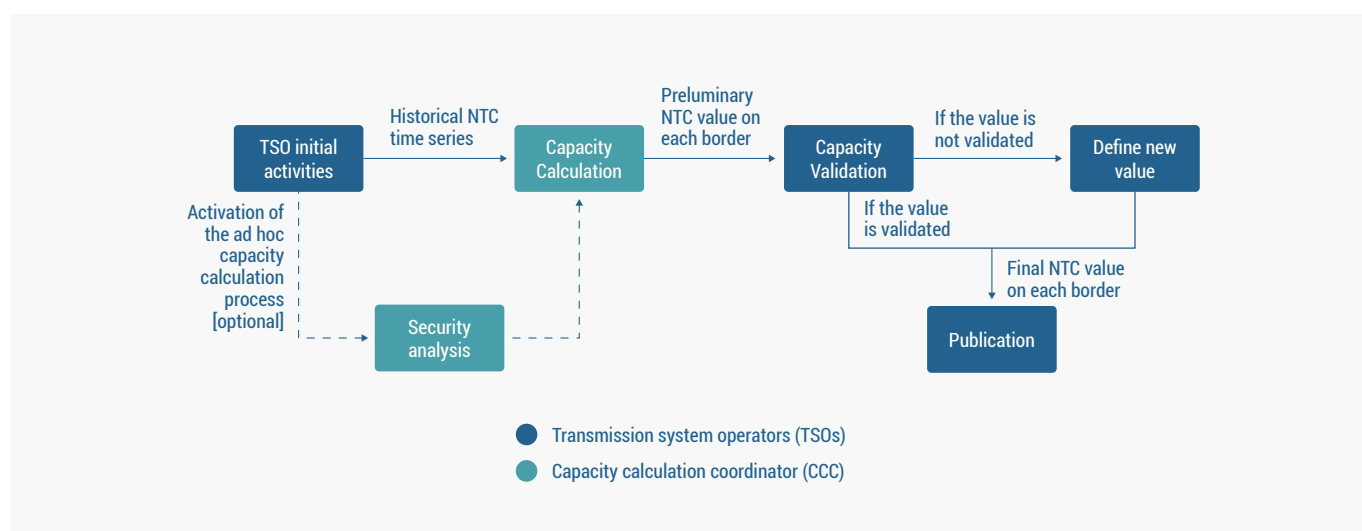 TSO initial
activities
Historical NTC
time series
Capacity
Calculation
Preluminary
NTC value on
each border
Capacity
Validation
If the value is
not validated
Define new
value
Activation of
the ad hoc
capacity
calculation
process
[optional]
If the value
is validated
Security
analysis
Final NTC value
on each border
Publication
Transmission system operators (TSOs)
Capacity calculation coordinator (CCC)